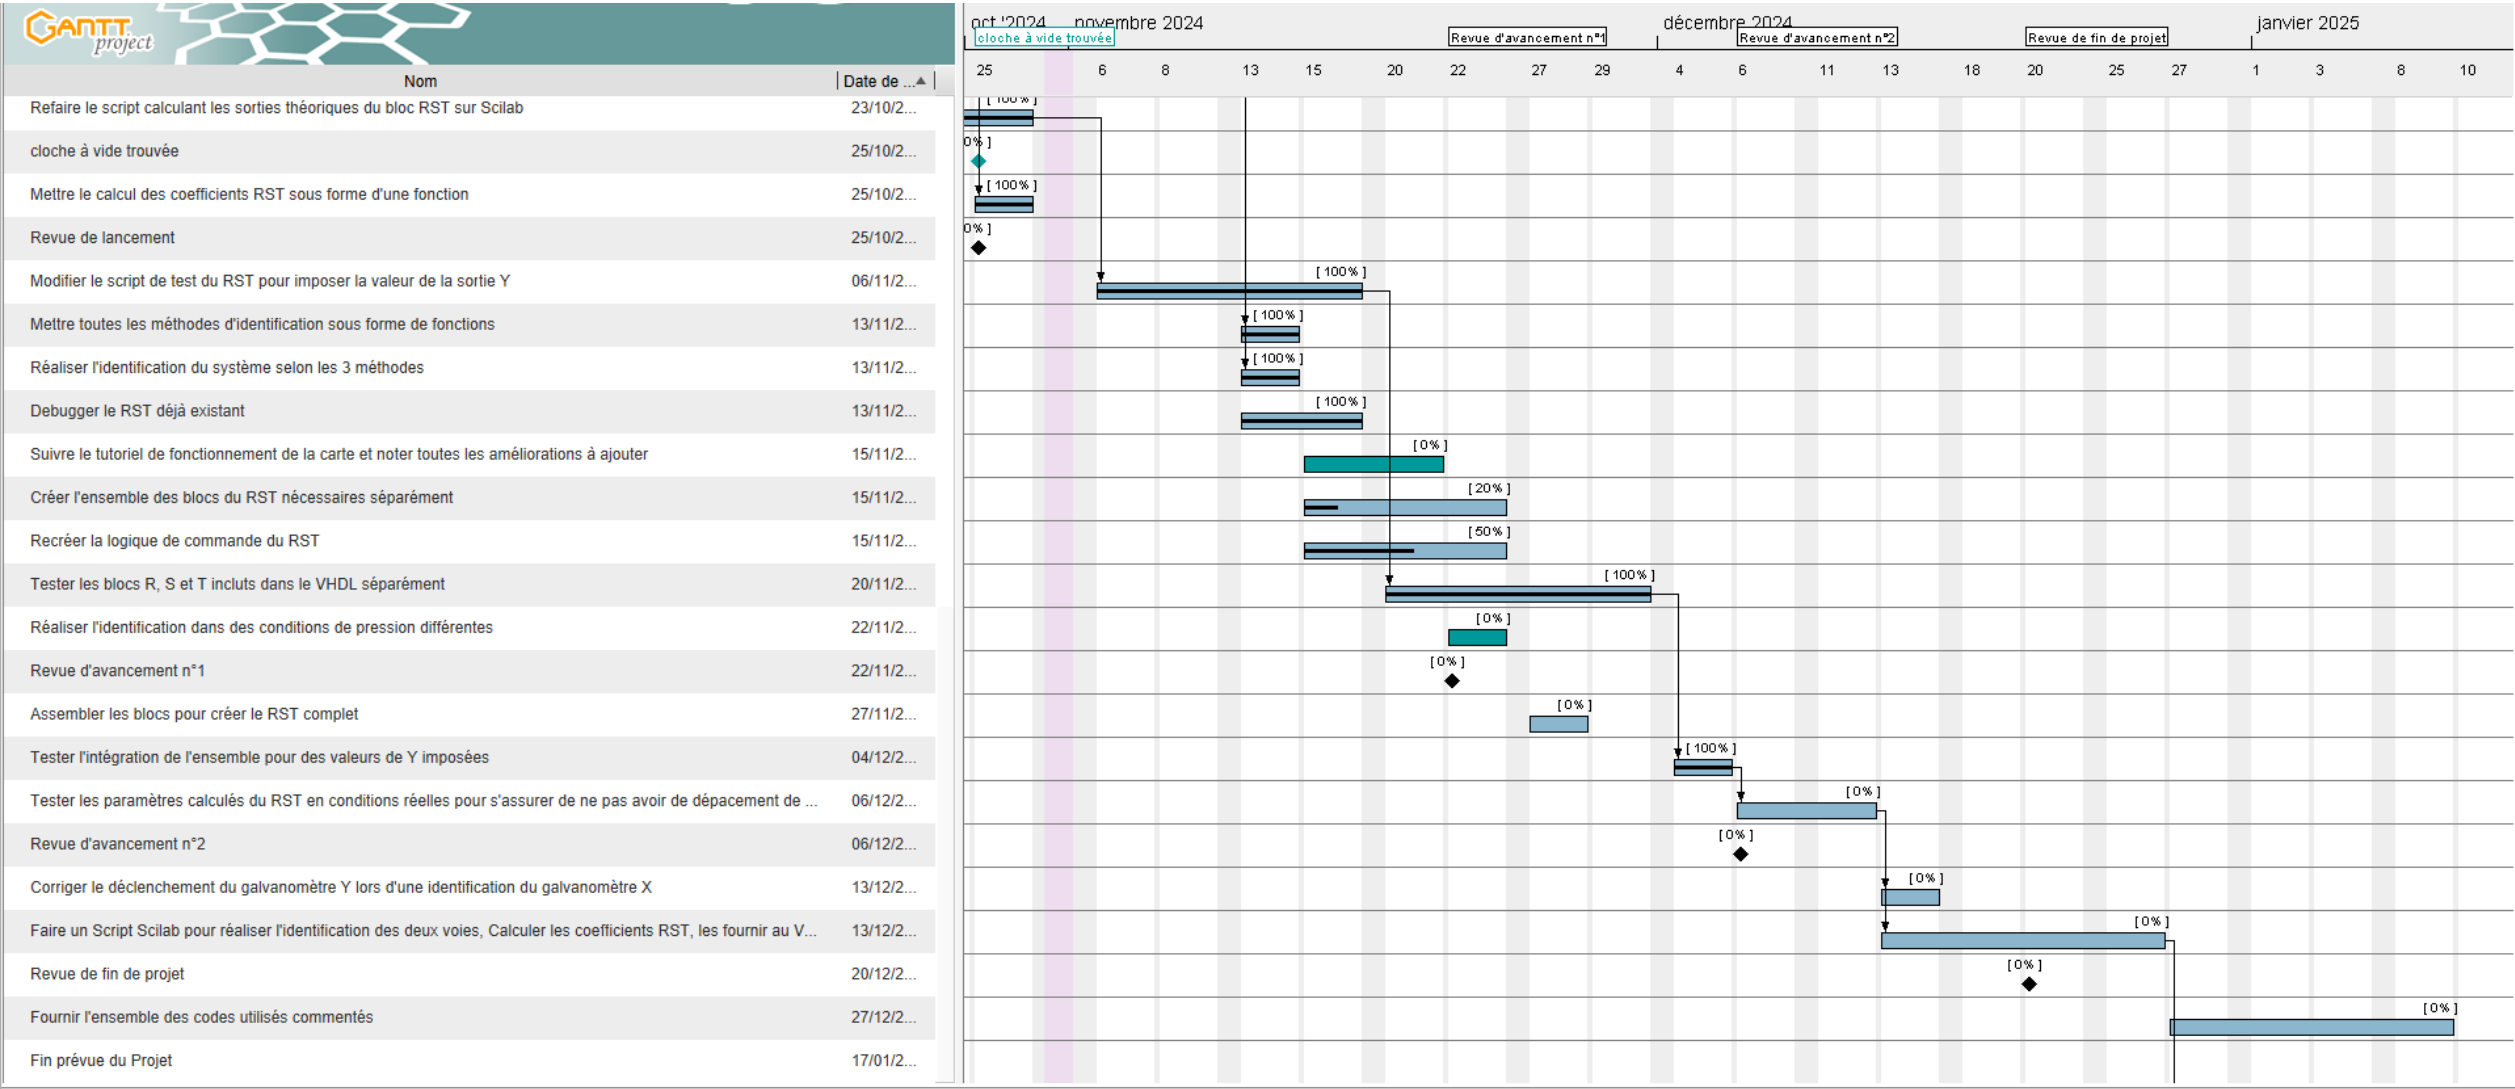 GANTT
project
oct '2024 novembre 2024 décembre 2024 janvier 2025
cloche à vide trouvée Revue d'avancement n°1 Revue d'avancement n°2 Revue de fin de projet
Nom Date de ...
25 6 8 13 15 20 22 27 29 4 6 11 13 18 20 25 27 1 3 8 10
Refaire le script calculant les sorties théoriques du bloc RST sur Scilab 23/10/2... [ 100% ]
cloche à vide trouvée 25/10/2... 0% ]
Mettre le calcul des coefficients RST sous forme d'une fonction 25/10/2... [ 100% ]
Revue de lancement 25/10/2... 0% ]
Modifier le script de test du RST pour imposer la valeur de la sortie Y 06/11/2... [ 100% ]
Mettre toutes les méthodes d'identification sous forme de fonctions 13/11/2... [ 100% ]
Réaliser l'identification du système selon les 3 méthodes 13/11/2... [ 100% ]
Debugger le RST déjà existant 13/11/2... [ 100% ]
Suivre le tutoriel de fonctionnement de la carte et noter toutes les améliorations à ajouter 15/11/2... [ 0% ]
Créer l'ensemble des blocs du RST nécessaires séparément 15/11/2... [ 20% ]
Recréer la logique de commande du RST 15/11/2... [ 50% ]
Tester les blocs R, S et T incluts dans le VHDL séparément 20/11/2... [ 100% ]
Réaliser l'identification dans des conditions de pression différentes 22/11/2... [ 0% ]
Revue d'avancement n°1 22/11/2... [ 0% ]
Assembler les blocs pour créer le RST complet 27/11/2... [ 0% ]
Tester l'intégration de l'ensemble pour des valeurs de Y imposées 04/12/2... [ 100% ]
Tester les paramètres calculés du RST en conditions réelles pour s'assurer de ne pas avoir de dépacement de ... 06/12/2... [ 0% ]
Revue d'avancement n°2 06/12/2... [ 0% ]
Corriger le déclenchement du galvanomètre Y lors d'une identification du galvanomètre X 13/12/2... [ 0% ]
Faire un Script Scilab pour réaliser l'identification des deux voies, Calculer les coefficients RST, les fournir au V... 13/12/2... [ 0% ]
Revue de fin de projet 20/12/2... [ 0% ]
Fournir l'ensemble des codes utilisés commentés 27/12/2... [ 0% ]
Fin prévue du Projet 17/01/2...